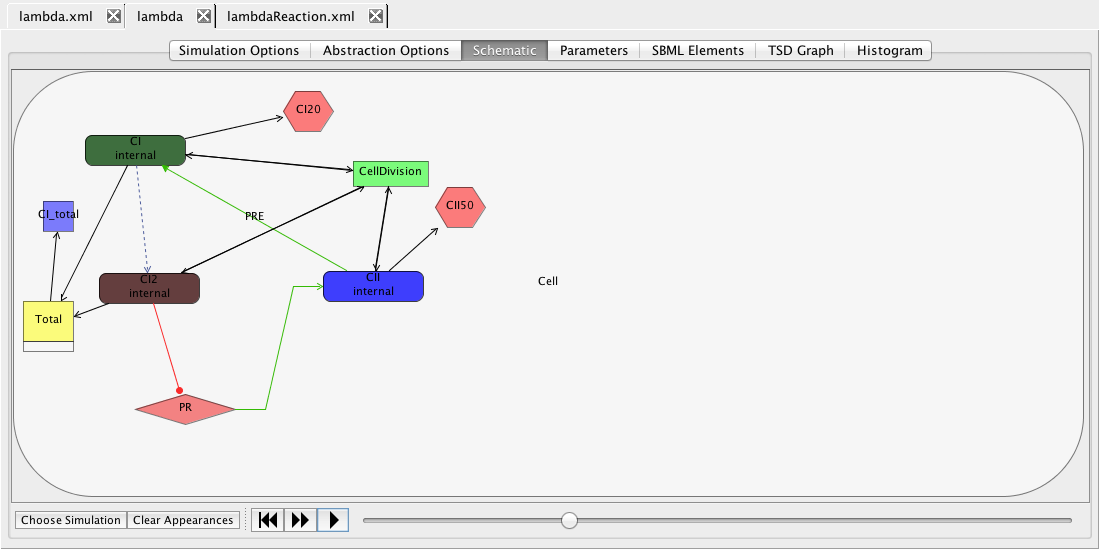 lambda.xml
lambda
lambdaReaction.xml
Simulation Options
Abstraction Options
Schematic
Parameters
SBML Elements
TSD Graph
Histogram
CI20
CI
internal
CellDivision
CII50
CI_total
PRE
CI2
internal
CII
internal
Cell
Total
PR
Choose Simulation
Clear Appearances